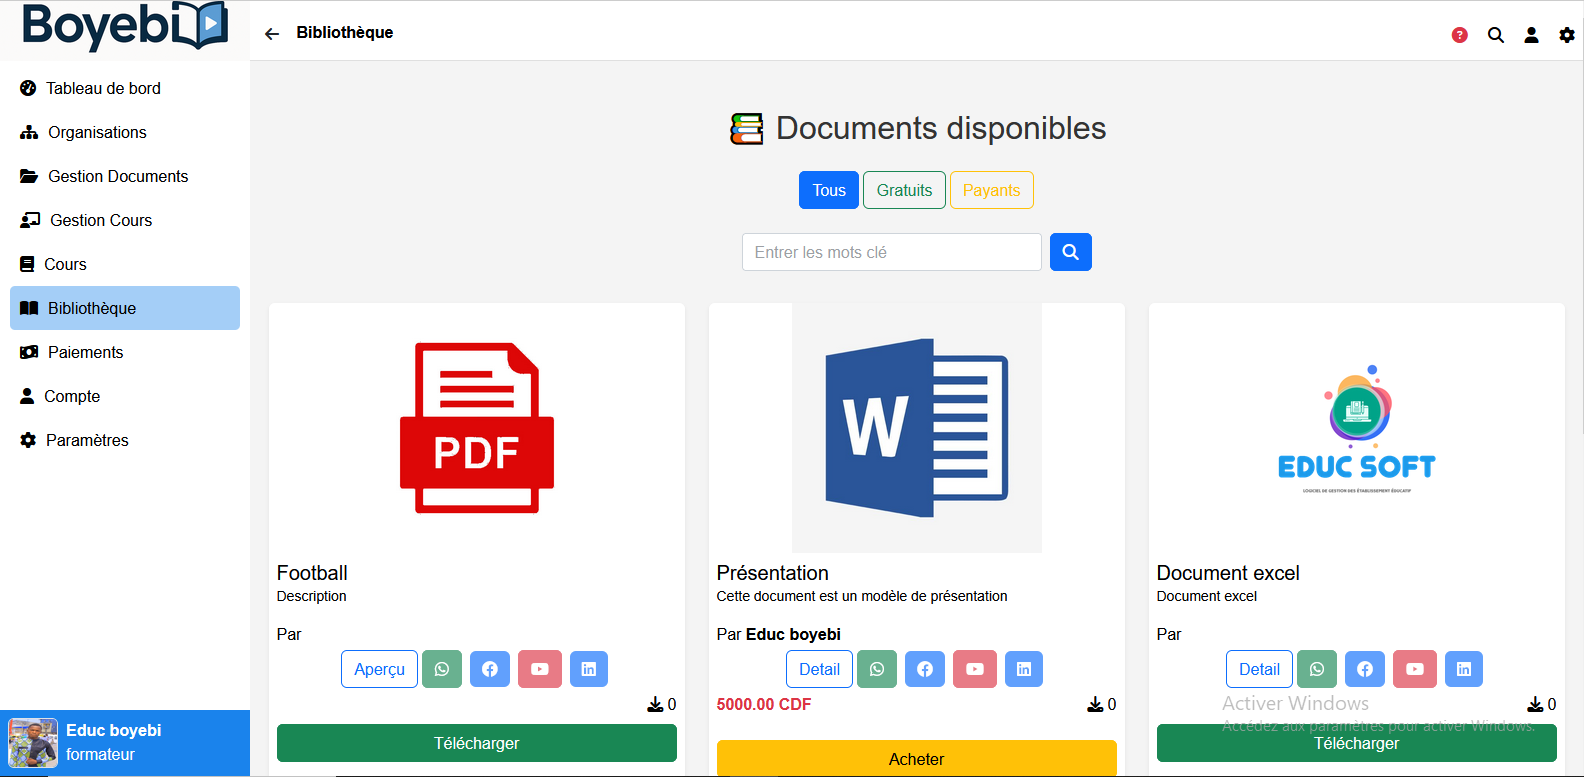 Boyebi
Bibliothèque
?
Tableau de bord
Organisations
Gestion Documents
Gestion Cours
Cours
Bibliothèque
Paiements
Compte
Paramètres
Educ boyebi
formateur
Documents disponibles
Tous
Gratuits
Payants
Entrer les mots clé
PDF
Football
Description
Par
Aperçu
0
Télécharger
W
Présentation
Cette document est un modèle de présentation
Par Educ boyebi
Detail
5000.00 CDF
0
Acheter
EDUC SOFT
LOGICIEL DE GESTION DES ÉTABLISSEMENT ÉDUCATIF
Document excel
Document excel
Par
Detail
0
Télécharger
Activer Windows
Accédez aux paramètres pour activer Windows.